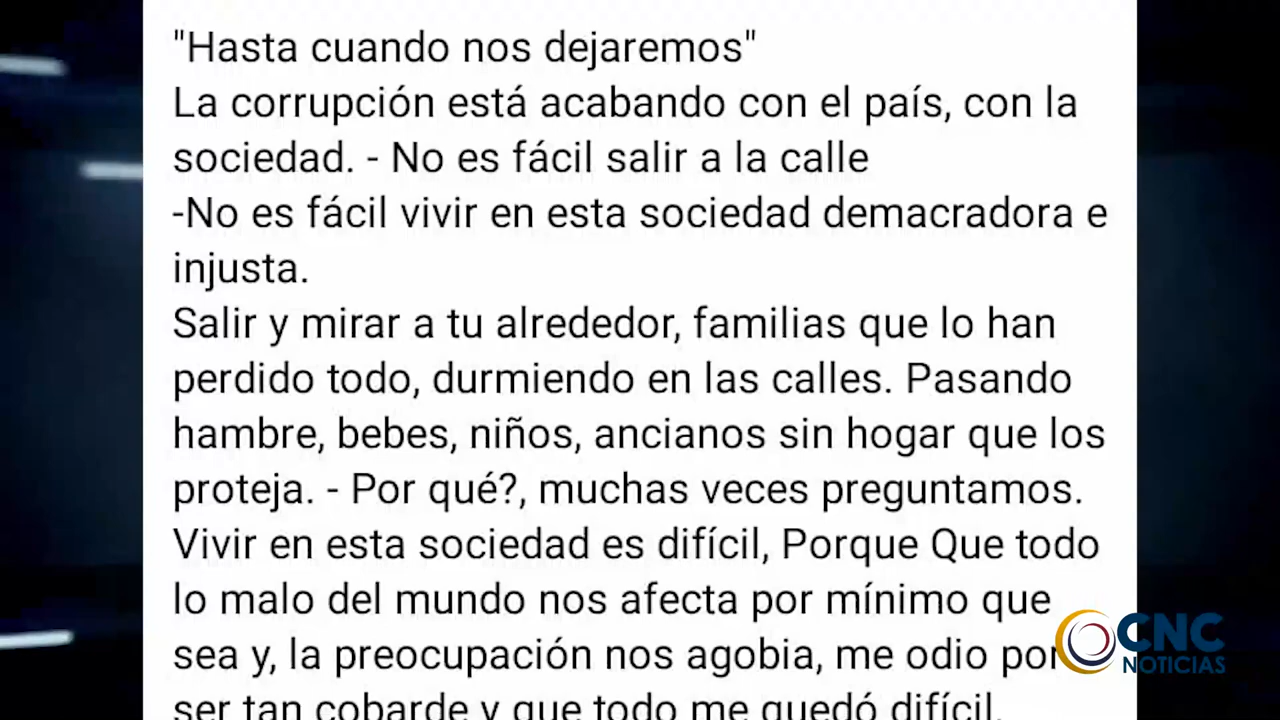 "Hasta cuando nos dejaremos"
La corrupción está acabando con el país, con la
sociedad. - No es fácil salir a la calle
-No es fácil vivir en esta sociedad demacradora e
injusta.
Salir y mirar a tu alrededor, familias que lo han
perdido todo, durmiendo en las calles. Pasando
hambre, bebes, niños, ancianos sin hogar que los
proteja. - Por qué?, muchas veces preguntamos.
Vivir en esta sociedad es difícil, Porque Que todo
lo malo del mundo nos afecta por mínimo que
sea y, la preocupación nos agobia, me odio por
ser tan cobarde y que todo me quedó difícil.
CNC
NOTICIAS